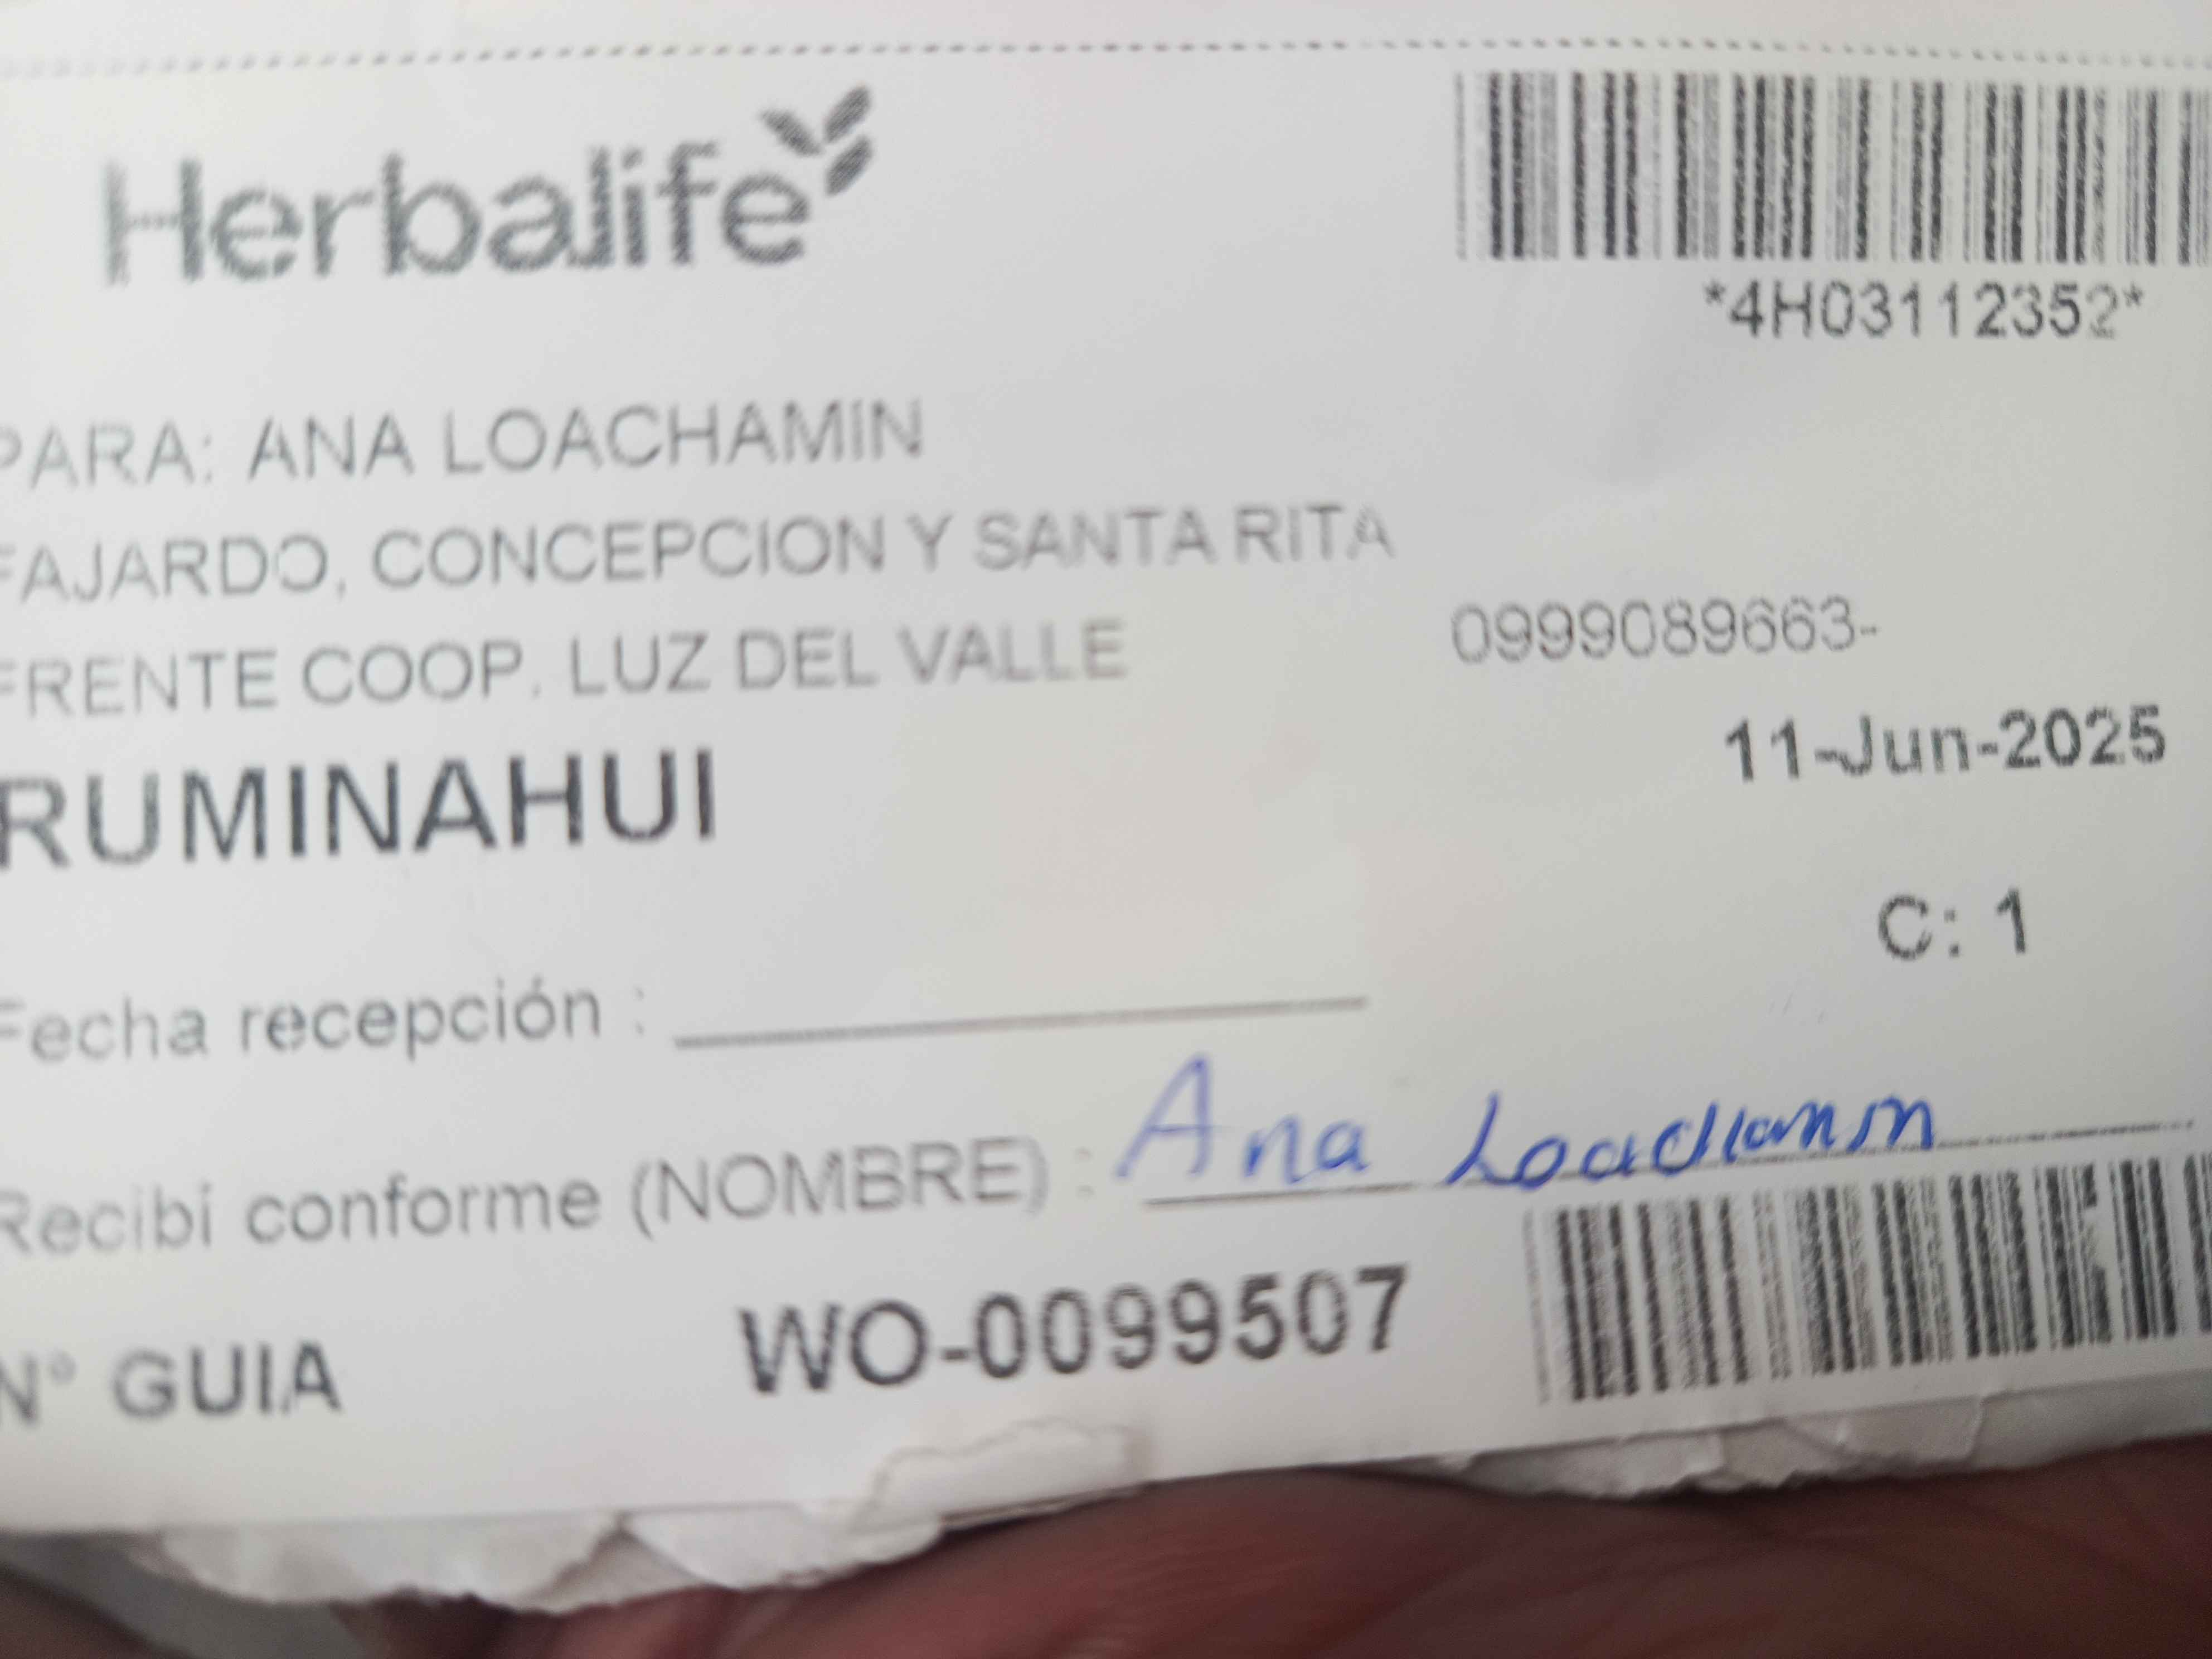 Herbalife
*4H03112352*
PARA: ANA LOACHAMIN
FAJARDO, CONCEPCION Y SANTA RITA
FRENTE COOP. LUZ DEL VALLE
0999089663-
RUMINAHUI
11-Jun-2025
C: 1
Fecha recepción :
Recibí conforme (NOMBRE) : Ana Loachamin
N° GUIA WO-0099507